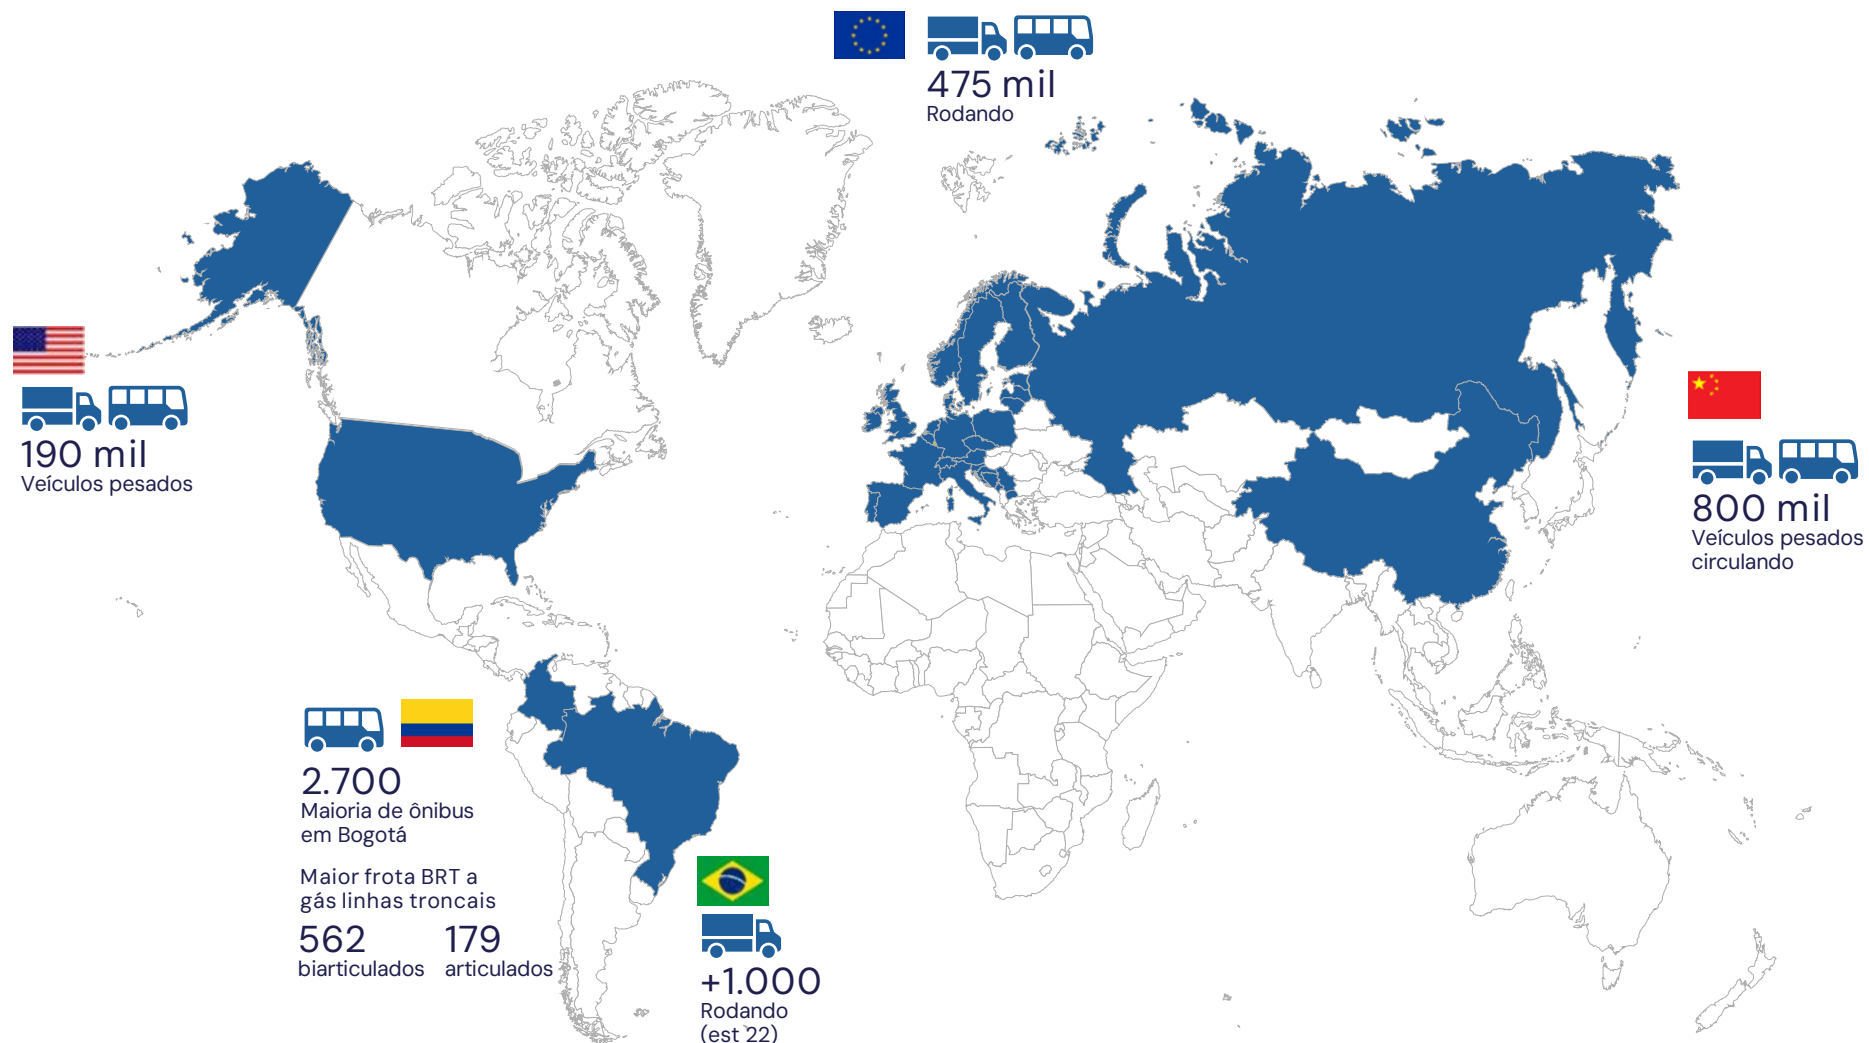 475 mil
Rodando
190 mil
Veículos pesados
800 mil
Veículos pesados
circulando
2.700
Maioria de ônibus
em Bogotá
Maior frota BRT a
gás linhas troncais
562
biarticulados
179
articulados
+1.000
Rodando
(est 22)